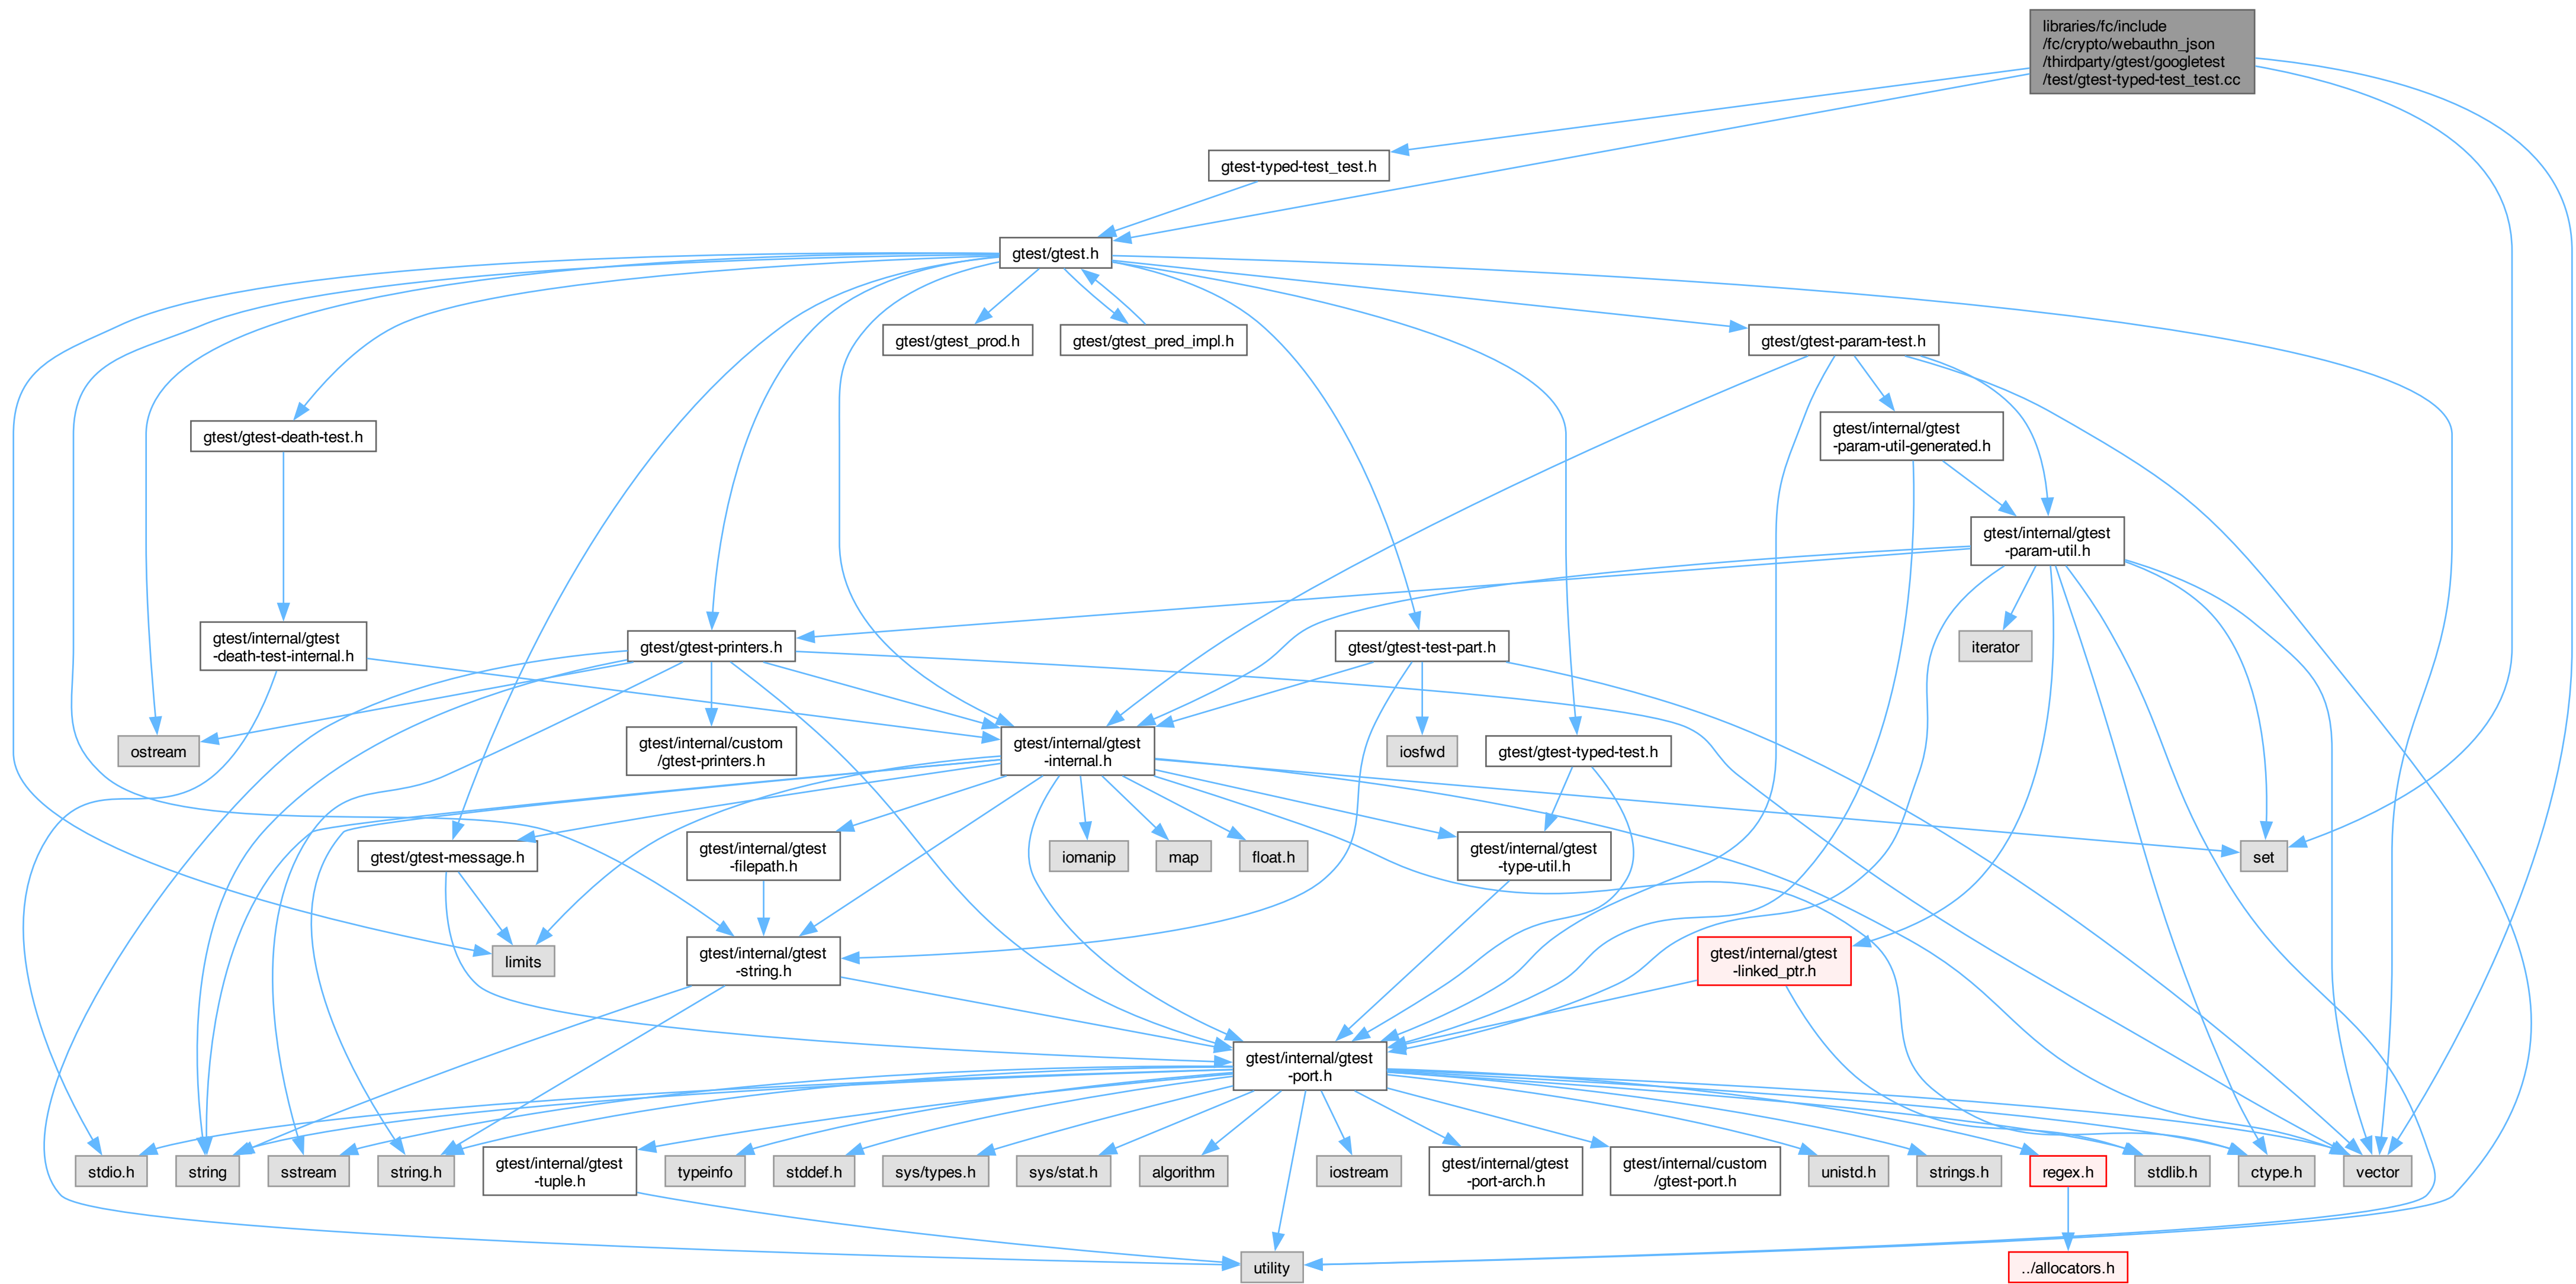 libraries/fc/include
/fc/crypto/webauthn_json
/thirdparty/gtest/googletest
/test/gtest-typed-test_test.cc
gtest-typed-test_test.h
gtest/gtest.h
gtest/gtest_prod.h
gtest/gtest_pred_impl.h
gtest/gtest-param-test.h
gtest/gtest-death-test.h
gtest/internal/gtest
-param-util-generated.h
gtest/internal/gtest
-param-util.h
gtest/internal/gtest
-death-test-internal.h
gtest/gtest-printers.h
gtest/gtest-test-part.h
iterator
ostream
gtest/internal/custom
/gtest-printers.h
gtest/internal/gtest
-internal.h
iosfwd
gtest/gtest-typed-test.h
gtest/gtest-message.h
gtest/internal/gtest
-filepath.h
iomanip
map
float.h
gtest/internal/gtest
-type-util.h
set
limits
gtest/internal/gtest
-string.h
gtest/internal/gtest
-linked_ptr.h
gtest/internal/gtest
-port.h
stdio.h
string
sstream
string.h
gtest/internal/gtest
-tuple.h
typeinfo
stddef.h
sys/types.h
sys/stat.h
algorithm
iostream
gtest/internal/gtest
-port-arch.h
gtest/internal/custom
/gtest-port.h
unistd.h
strings.h
regex.h
stdlib.h
ctype.h
vector
utility
../allocators.h